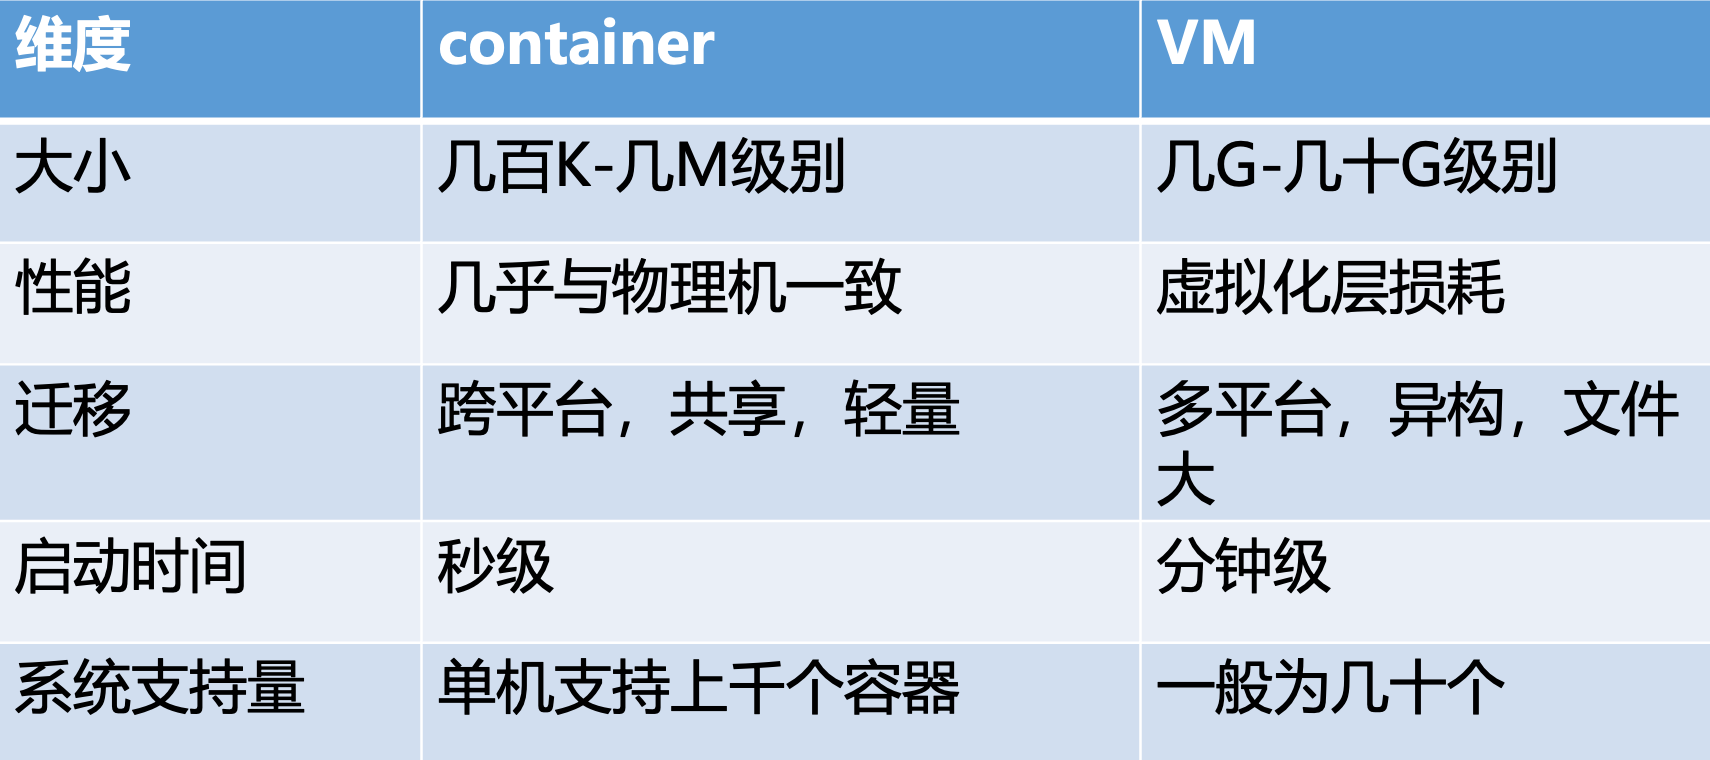 维度
container
VM
大小
几百K-几M级别
几G-几十G级别
性能
几乎与物理机一致
虚拟化层损耗
迁移
跨平台，共享，轻量
多平台，异构，文件
大
启动时间
秒级
分钟级
系统支持量
单机支持上千个容器
一般为几十个